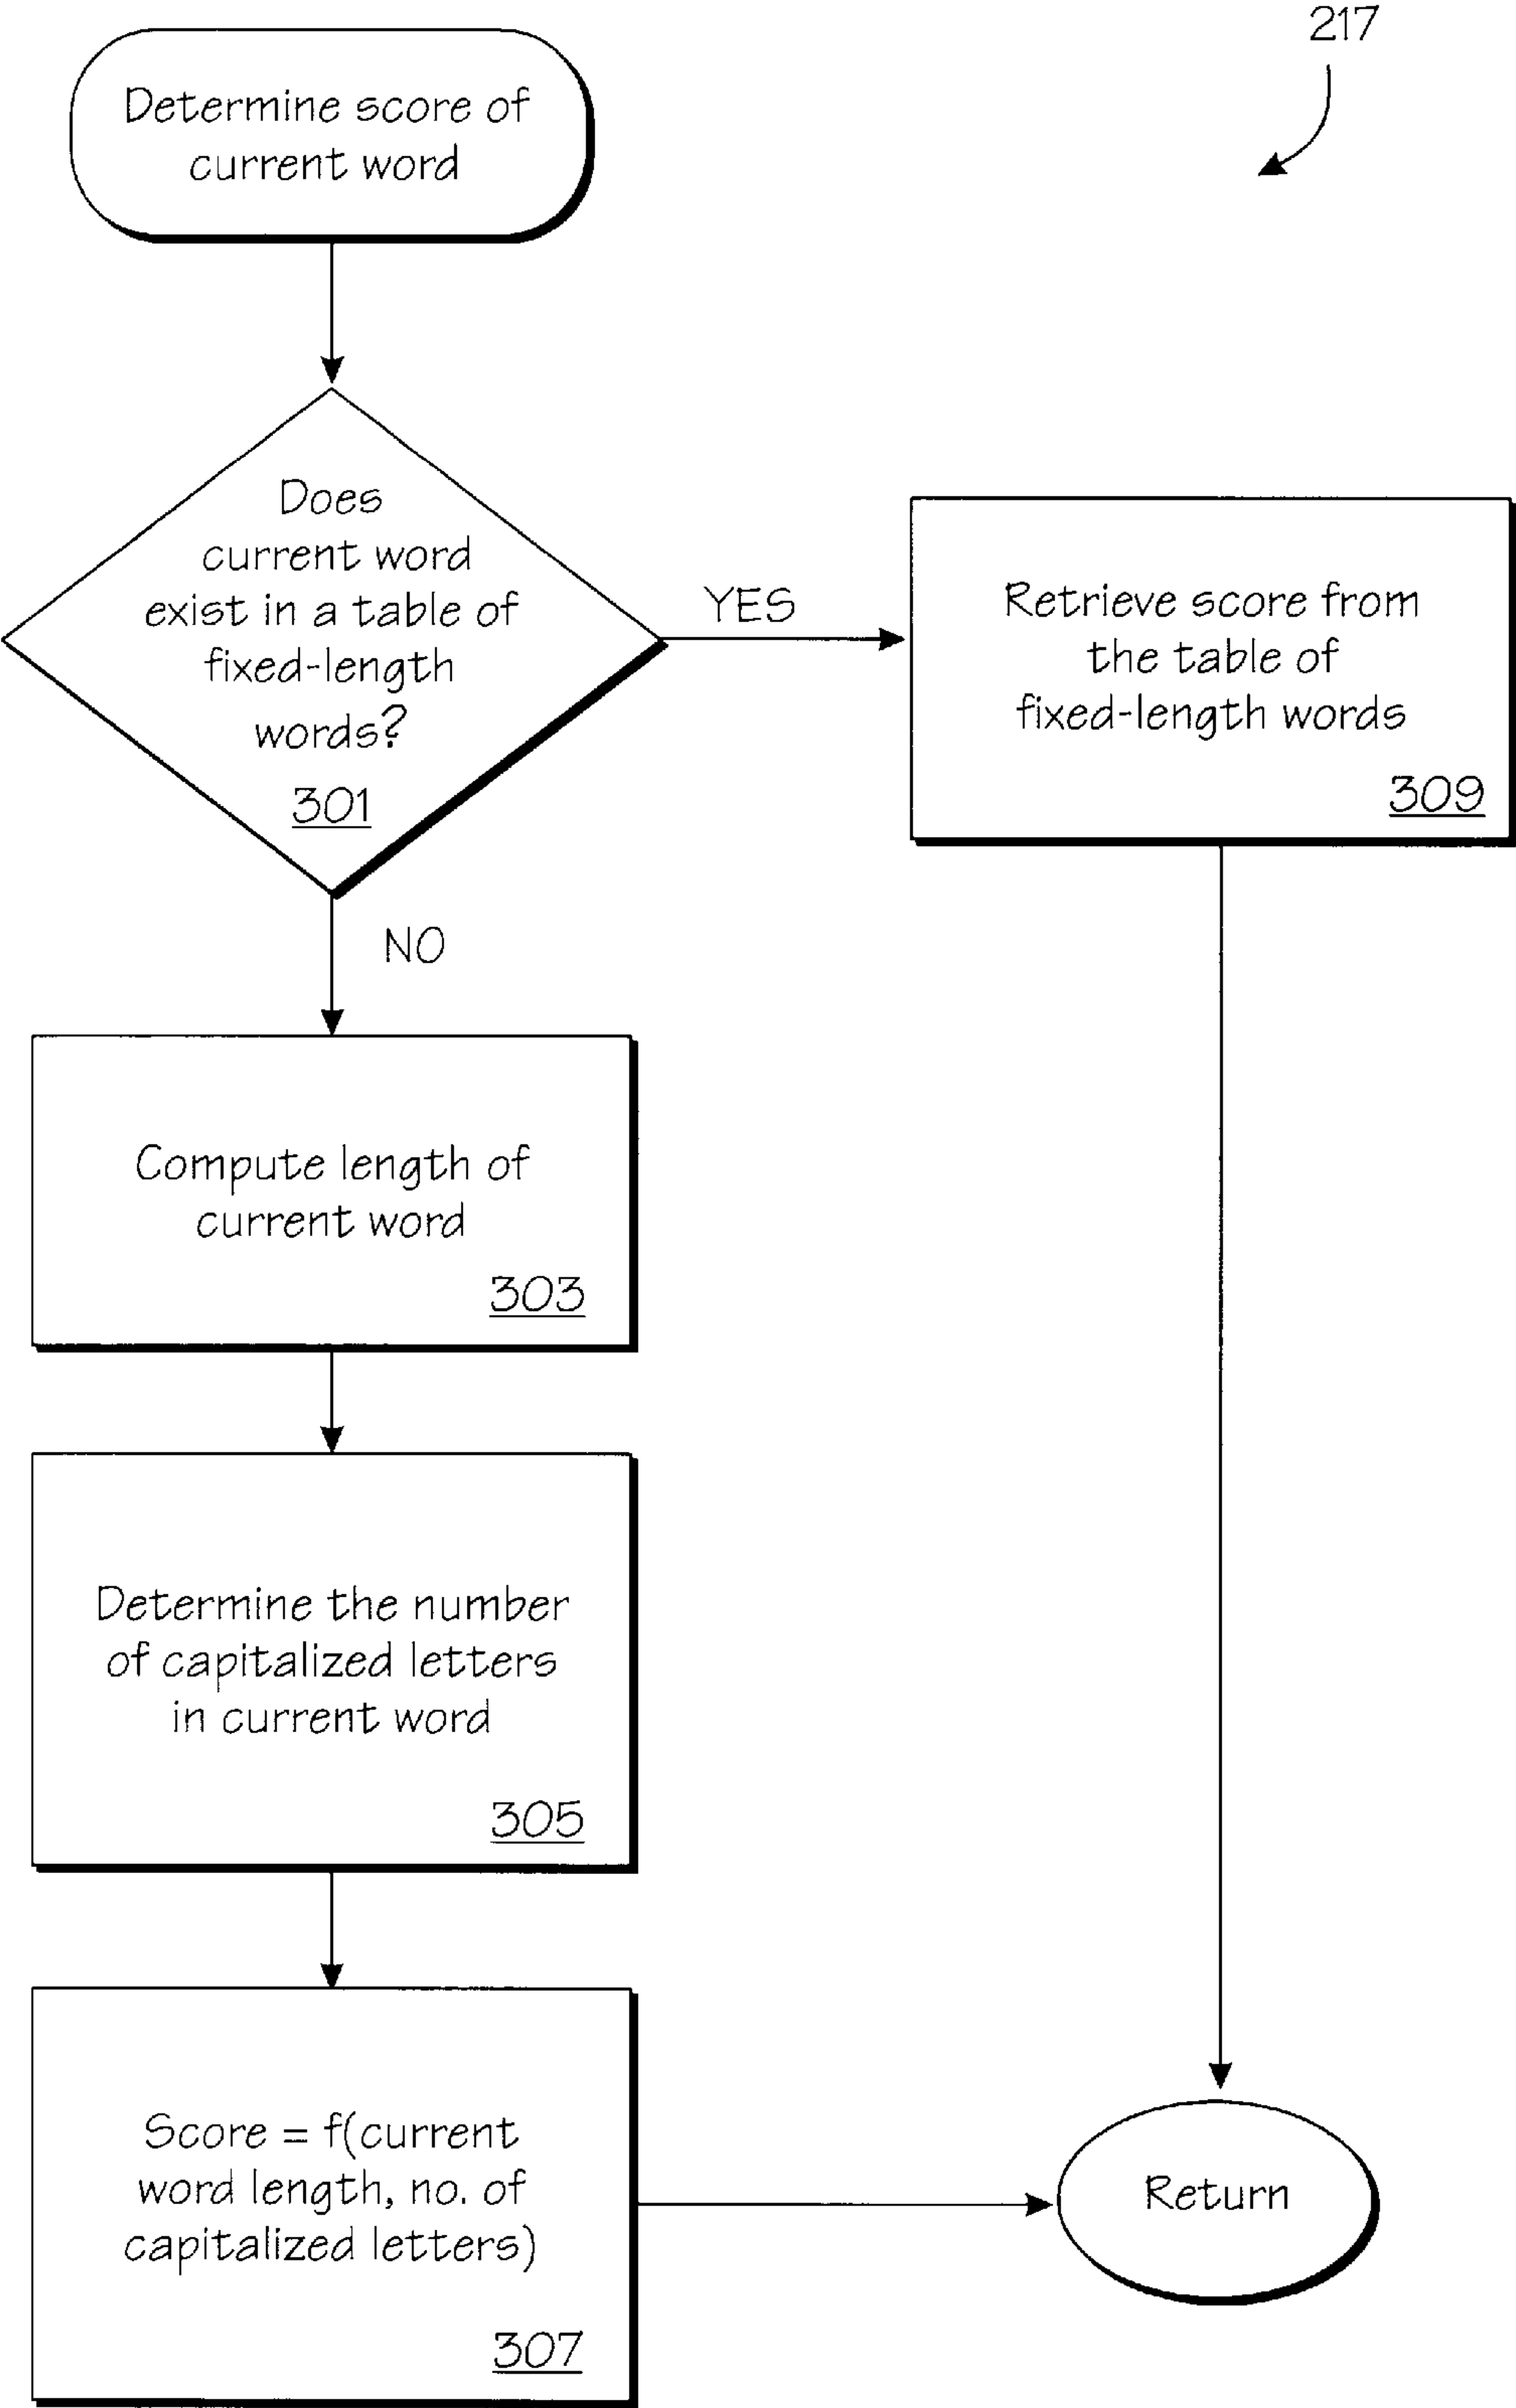 217
Determine score of
current word
Does
current word
exist in a table of
fixed-length
words?
301
YES
Retrieve score from
the table of
fixed-length words
309
NO
Compute length of
current word
303
Determine the number
of capitalized letters
in current word
305
Score = f(current
word length, no. of
capitalized letters)
307
Return